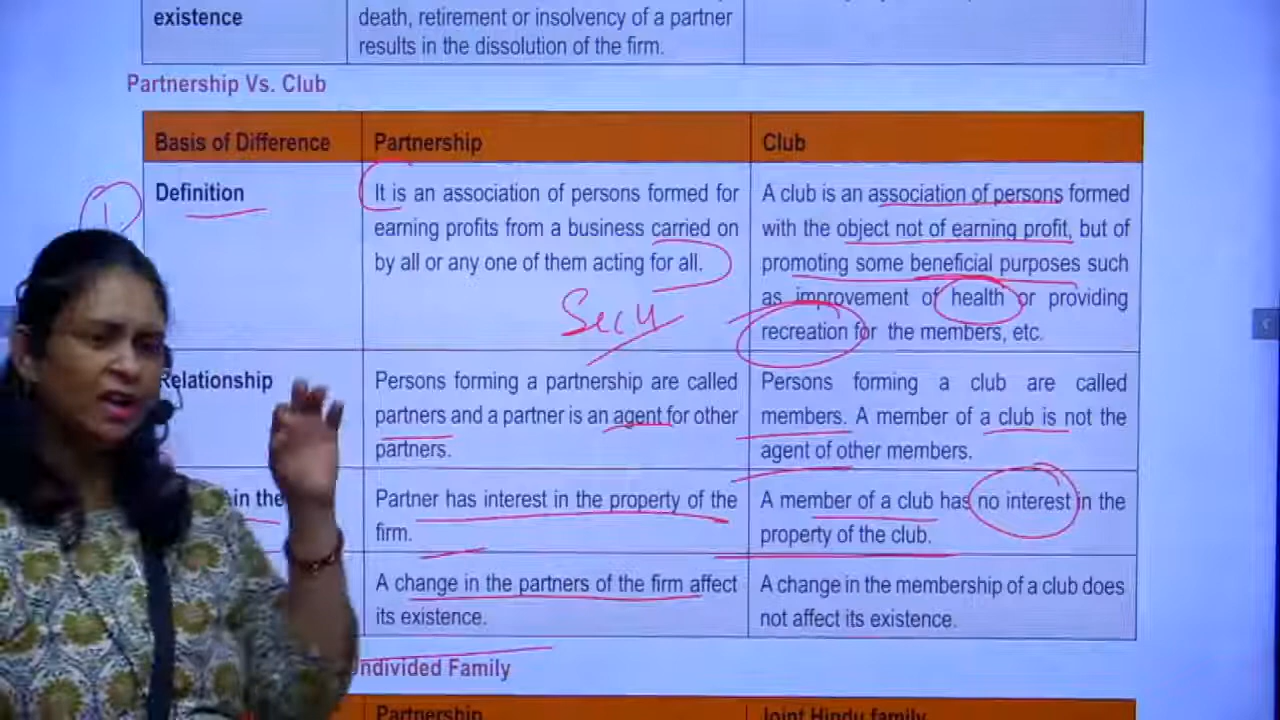 existence
death, retirement or insolvency of a partner
results in the dissolution of the firm.
Partnership Vs. Club
Basis of Difference
Partnership
Club
1
Definition
It is an association of persons formed for
earning profits from a business carried on
by all or any one of them acting for all.
Sec 4
A club is an association of persons formed
with the object not of earning profit, but of
promoting some beneficial purposes such
as improvement of health or providing
recreation for the members, etc.
Relationship
Persons forming a partnership are called
partners and a partner is an agent for other
partners.
Persons forming a club are called
members. A member of a club is not the
agent of other members.
in the
Partner has interest in the property of the
firm.
A member of a club has no interest in the
property of the club.
A change in the partners of the firm affect
its existence.
A change in the membership of a club does
not affect its existence.
Undivided Family
Partnership
Joint Hindu family